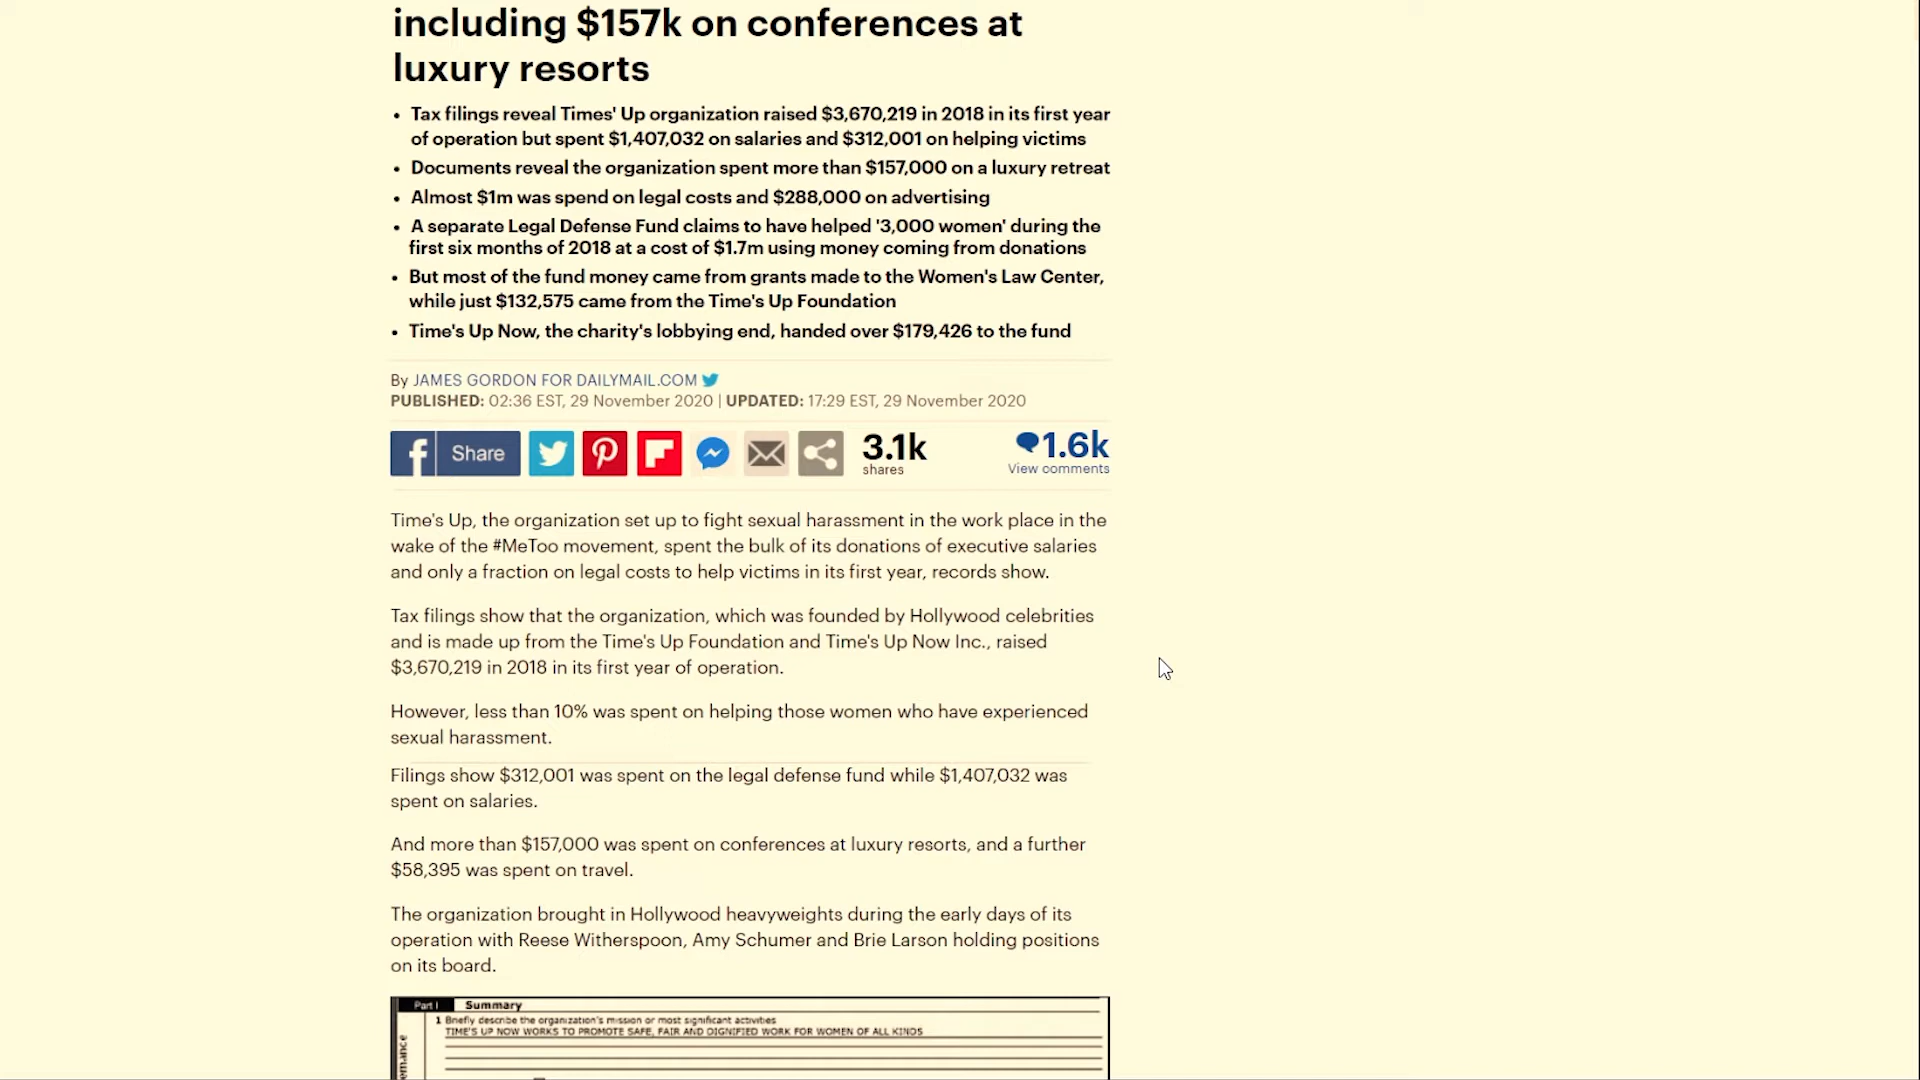 including $157k on conferences at
luxury resorts
• Tax filings reveal Times' Up organization raised $3,670,219 in 2018 in its first year
of operation but spent $1,407,032 on salaries and $312,001 on helping victims
• Documents reveal the organization spent more than $157,000 on a luxury retreat
• Almost $1m was spend on legal costs and $288,000 on advertising
• A separate Legal Defense Fund claims to have helped '3,000 women' during the
first six months of 2018 at a cost of $1.7m using money coming from donations
• But most of the fund money came from grants made to the Women's Law Center,
while just $132,575 came from the Time's Up Foundation
• Time's Up Now, the charity's lobbying end, handed over $179,426 to the fund
By JAMES GORDON FOR DAILYMAIL.COM
PUBLISHED: 02:36 EST, 29 November 2020 | UPDATED: 17:29 EST, 29 November 2020
f Share 3.1k 1.6k
shares View comments
Time's Up, the organization set up to fight sexual harassment in the work place in the
wake of the #MeToo movement, spent the bulk of its donations of executive salaries
and only a fraction on legal costs to help victims in its first year, records show.
Tax filings show that the organization, which was founded by Hollywood celebrities
and is made up from the Time's Up Foundation and Time's Up Now Inc., raised
$3,670,219 in 2018 in its first year of operation.
However, less than 10% was spent on helping those women who have experienced
sexual harassment.
Filings show $312,001 was spent on the legal defense fund while $1,407,032 was
spent on salaries.
And more than $157,000 was spent on conferences at luxury resorts, and a further
$58,395 was spent on travel.
The organization brought in Hollywood heavyweights during the early days of its
operation with Reese Witherspoon, Amy Schumer and Brie Larson holding positions
on its board.
Part I Summary
1 Briefly describe the organization's mission or most significant activities
TIME'S UP NOW WORKS TO PROMOTE SAFE, FAIR AND DIGNIFIED WORK FOR WOMEN OF ALL KINDS